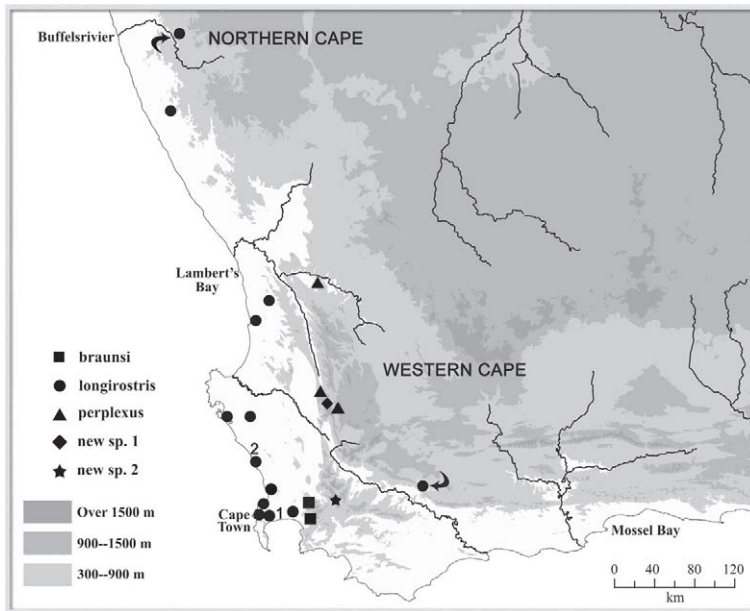 Buffelsrivier
NORTHERN CAPE
Lambert's
Bay
WESTERN CAPE
braunsi
longirostris
perplexus
new sp. 1
new sp. 2
2
1
Cape
Town
Mossel Bay
Over 1500 m
900--1500 m
300--900 m
0 40 80 120
km